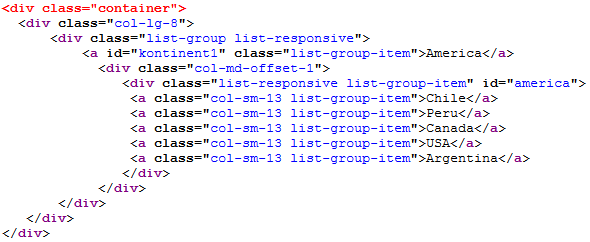 <div class="container">
<div class="col-lg-8">
<div class="list-group list-responsive">
<a id="kontinent1" class="list-group-item">America</a>
<div class="col-md-offset-1">
<div class="list-responsive list-group-item" id="america">
<a class="col-sm-13 list-group-item">Chile</a>
<a class="col-sm-13 list-group-item">Peru</a>
<a class="col-sm-13 list-group-item">Canada</a>
<a class="col-sm-13 list-group-item">USA</a>
<a class="col-sm-13 list-group-item">Argentina</a>
</div>
</div>
</div>
</div>
</div>